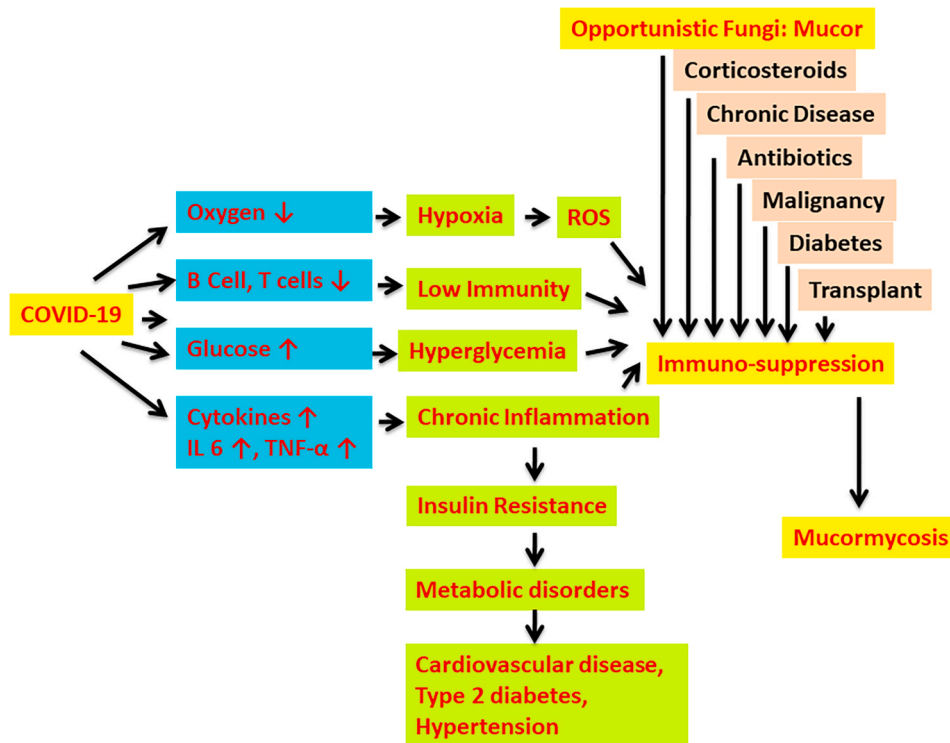 Opportunistic Fungi: Mucor
Corticosteroids
Chronic Disease
Antibiotics
Malignancy
Diabetes
Transplant
Oxygen ↓
Hypoxia
ROS
B Cell, T cells ↓
Low Immunity
COVID-19
Glucose ↑
Hyperglycemia
Immuno-suppression
Cytokines ↑
IL 6 ↑, TNF-α ↑
Chronic Inflammation
Insulin Resistance
Mucormycosis
Metabolic disorders
Cardiovascular disease,
Type 2 diabetes,
Hypertension